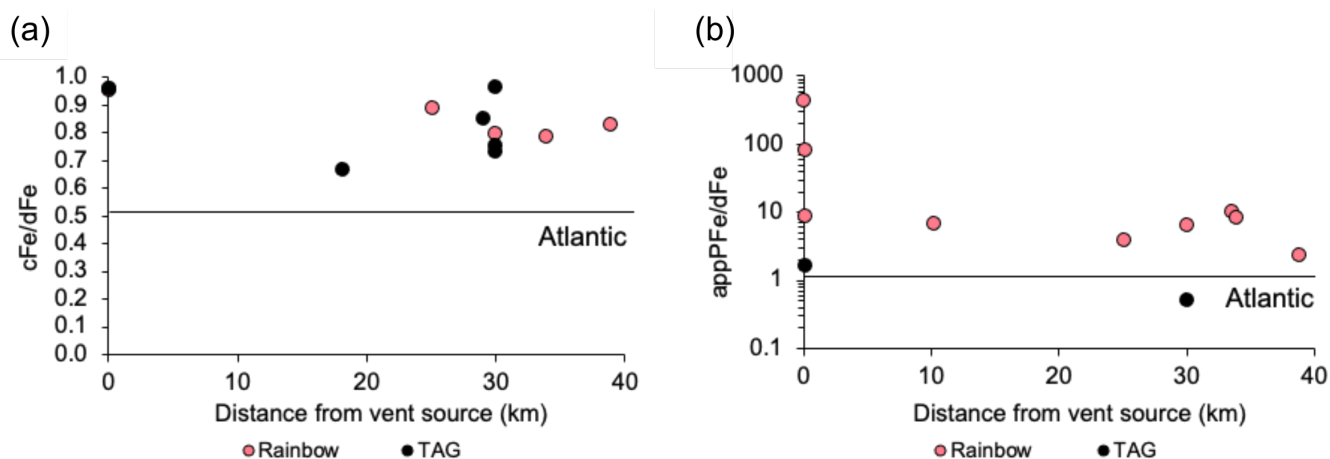 (a)
1.0
0.9
0.8
0.7
0.6
0.5
0.4
0.3
0.2
0.1
0.0
cFe/dFe
Atlantic
0 10 20 30 40
Distance from vent source (km)
Rainbow TAG
(b)
1000
100
10
1
0.1
appPFe/dFe
Atlantic
0 10 20 30 40
Distance from vent source (km)
Rainbow TAG